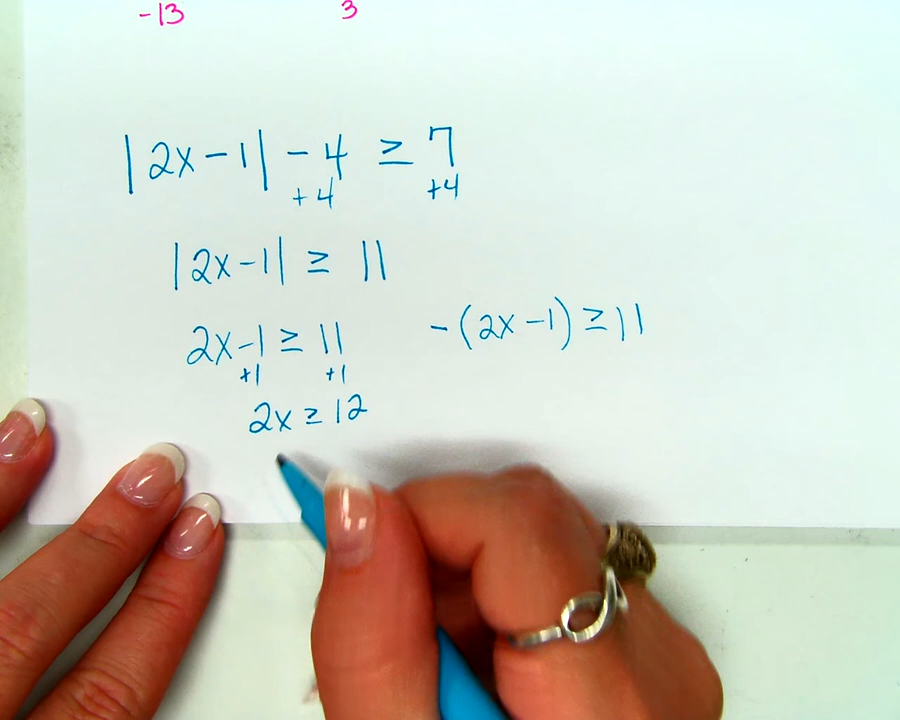 -13 3
|2x-1| - 4 ≥ 7
+4 +4
|2x-1| ≥ 11
2x-1 ≥ 11 -(2x-1) ≥ 11
+1 +1
2x ≥ 12